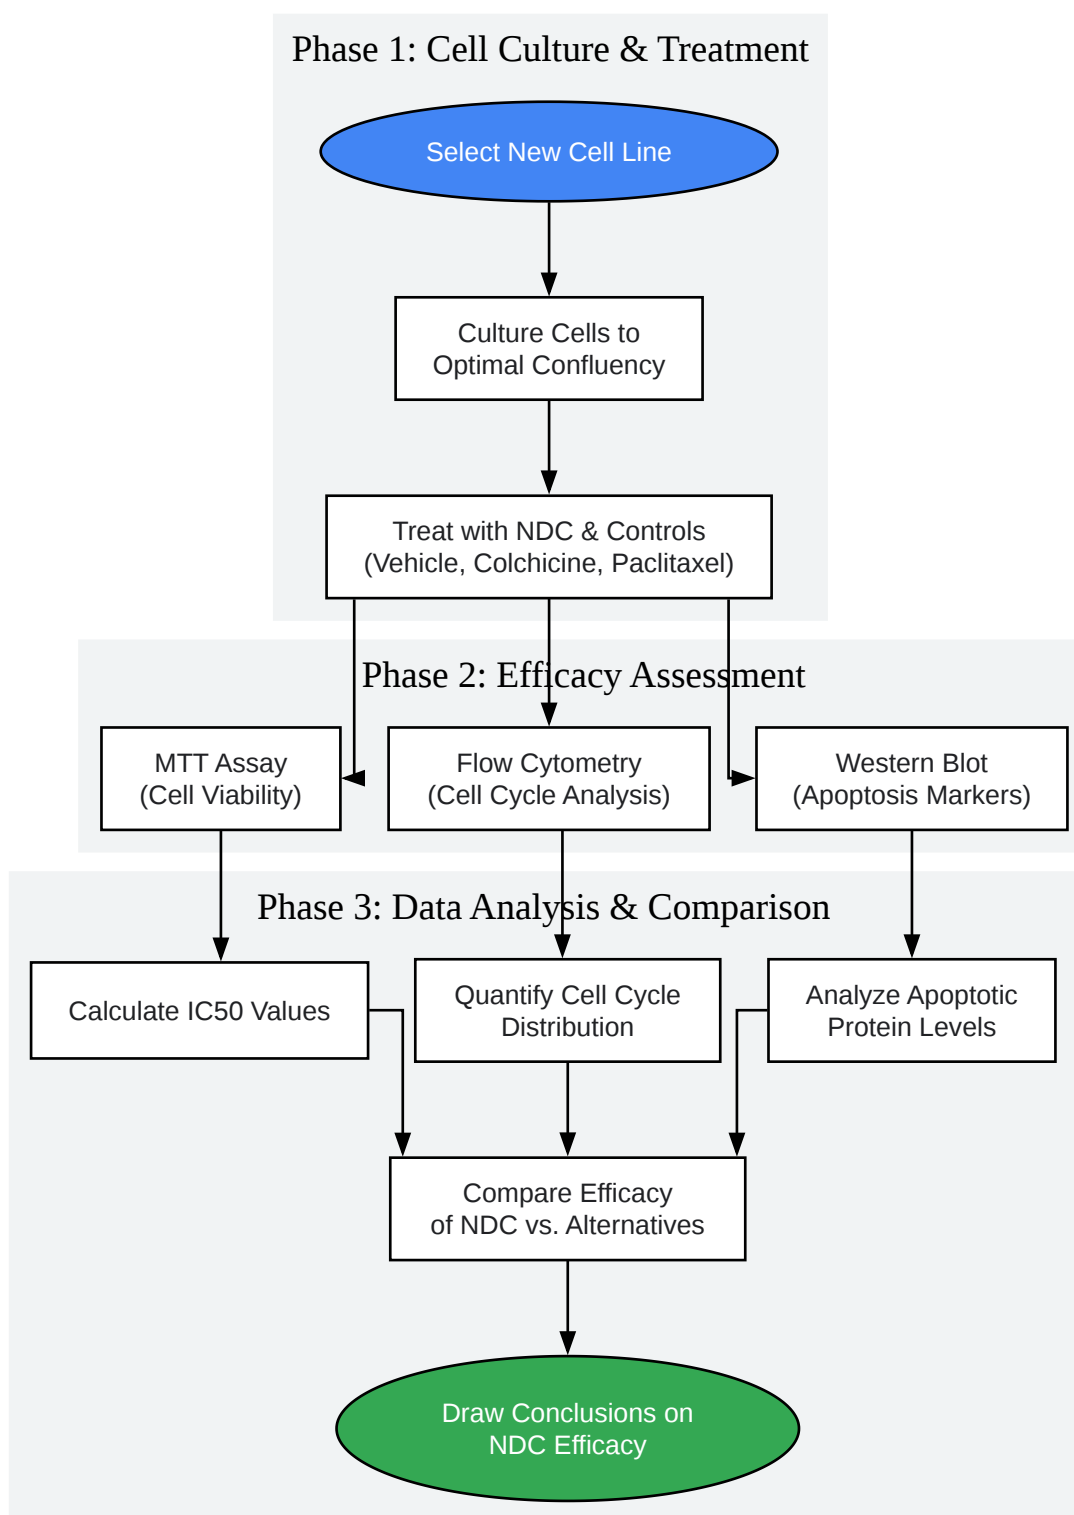 Phase 1: Cell Culture & Treatment
Select New Cell Line
Culture Cells to
Optimal Confluency
Treat with NDC & Controls
(Vehicle, Colchicine, Paclitaxel)
Phase 2: Efficacy Assessment
MTT Assay
(Cell Viability)
Flow Cytometry
(Cell Cycle Analysis)
Western Blot
(Apoptosis Markers)
Phase 3: Data Analysis & Comparison
Calculate IC50 Values
Quantify Cell Cycle
Distribution
Analyze Apoptotic
Protein Levels
Compare Efficacy
of NDC vs. Alternatives
Draw Conclusions on
NDC Efficacy